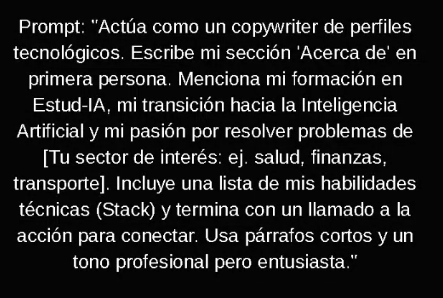 Prompt: "Actúa como un copywriter de perfiles
tecnológicos. Escribe mi sección 'Acerca de' en
primera persona. Menciona mi formación en
Estud-IA, mi transición hacia la Inteligencia
Artificial y mi pasión por resolver problemas de
[Tu sector de interés: ej. salud, finanzas,
transporte]. Incluye una lista de mis habilidades
técnicas (Stack) y termina con un llamado a la
acción para conectar. Usa párrafos cortos y un
tono profesional pero entusiasta."